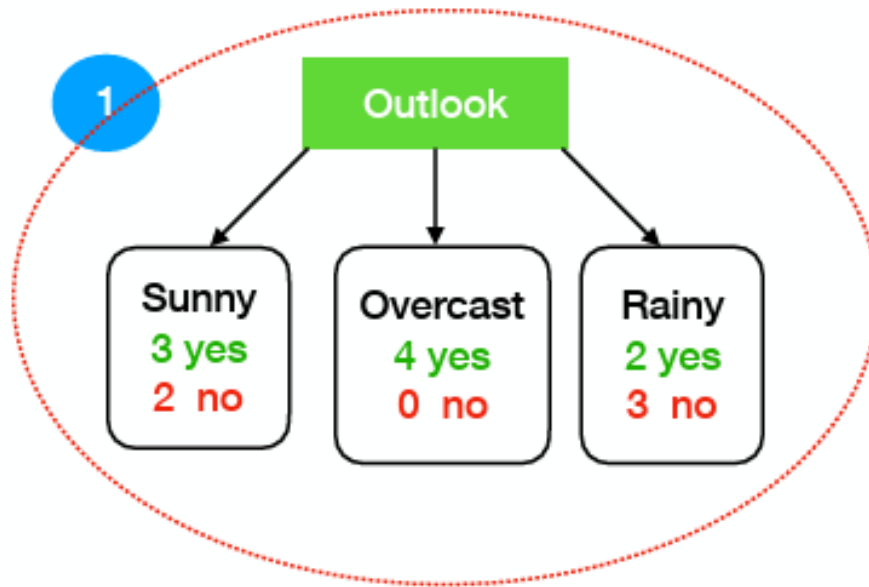 1
Outlook
Sunny
3 yes
2 no
Overcast
4 yes
0 no
Rainy
2 yes
3 no